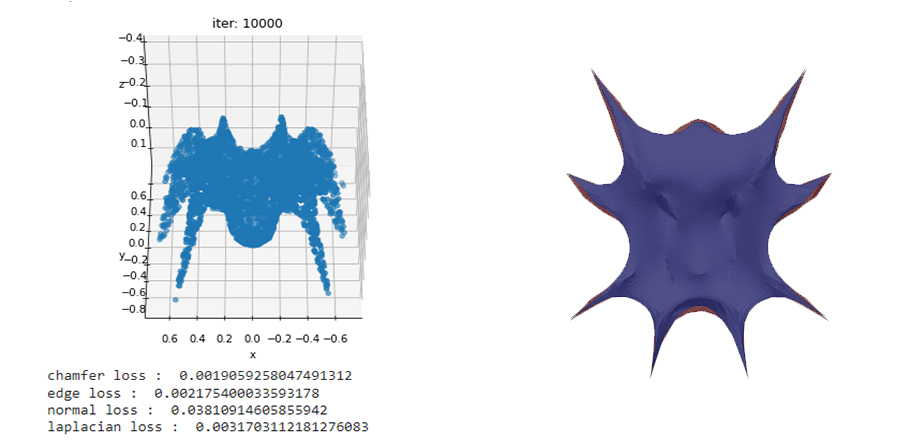 iter: 10000
−0.4
−0.3
z−0.2
−0.1
0.0
0.1
0.6
0.4
0.2
0.0
y−0.2
−0.4
−0.6
−0.8
0.6 0.4 0.2 0.0 −0.2 −0.4 −0.6
x
chamfer loss :  0.0019059258047491312
edge loss :  0.002175400033593178
normal loss :  0.03810914605855942
laplacian loss :  0.0031703112181276083